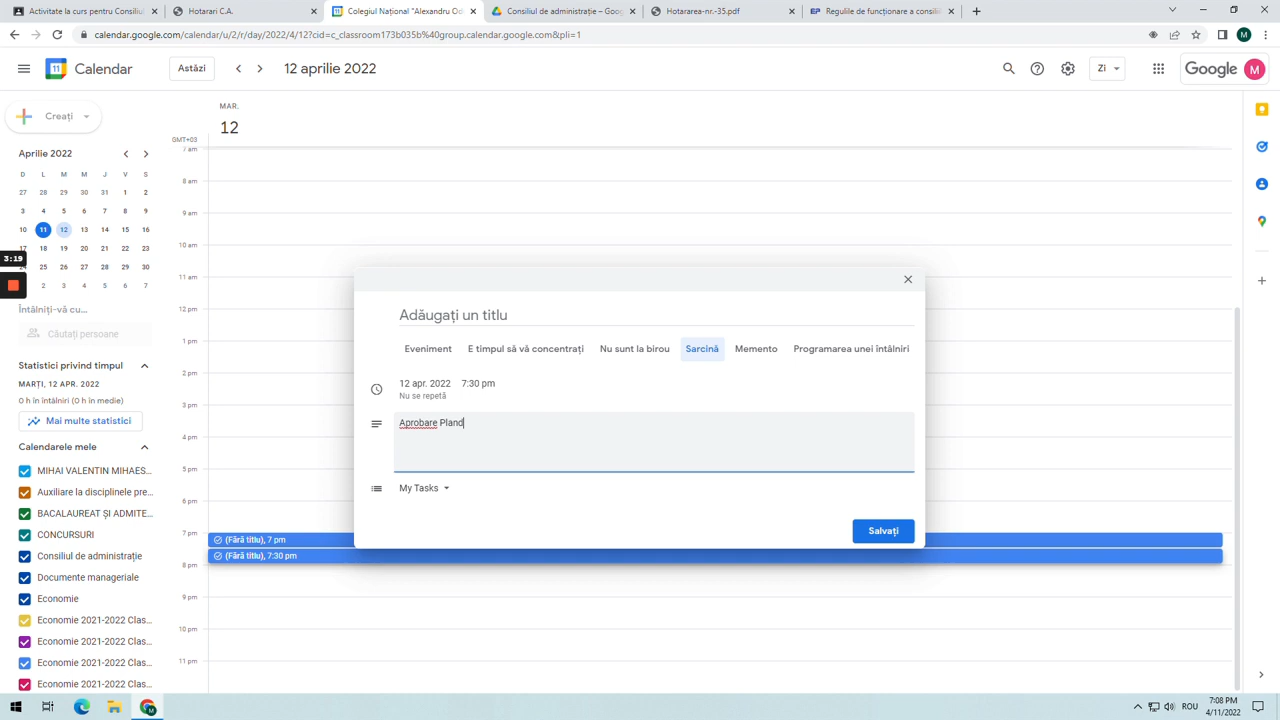 Activitate la curs pentru Consiliul
Hotarari C.A.
Colegiul Național "Alexandru Od
Consiliul de administrație – Goog
Hotararea-nr.-35.pdf
Regulile de funcționare a consilii
calendar.google.com/calendar/u/2/r/day/2022/4/12?cid=c_classroom173b035b%40group.calendar.google.com&pli=1
M
11
Calendar
Astăzi
12 aprilie 2022
Zi
Google
M
Creați
MAR.
12
GMT+03
Aprilie 2022
D L M M J V S
27 28 29 30 31 1 2
3 4 5 6 7 8 9
10 11 12 13 14 15 16
17 18 19 20 21 22 23
24 25 26 27 28 29 30
2 3 4 5 6 7
3:19
Întâlniți-vă cu...
Căutați persoane
Statistici privind timpul
MARȚI, 12 APR. 2022
0 h în întâlniri (0 h în medie)
Mai multe statistici
Calendarele mele
MIHAI VALENTIN MIHAES...
Auxiliare la disciplinele pre...
BACALAUREAT ȘI ADMITE...
CONCURSURI
Consiliul de administrație
Documente manageriale
Economie
Economie 2021-2022 Clas...
Economie 2021-2022 Clas...
Economie 2021-2022 Clas...
Economie 2021-2022 Clas...
7 am
8 am
9 am
10 am
11 am
12 pm
1 pm
2 pm
3 pm
4 pm
5 pm
6 pm
7 pm
8 pm
9 pm
10 pm
11 pm
Adăugați un titlu
Eveniment
E timpul să vă concentrați
Nu sunt la birou
Sarcină
Memento
Programarea unei întâlniri
12 apr. 2022 7:30 pm
Nu se repetă
Aprobare Pland
My Tasks
Salvați
(Fără titlu), 7 pm
(Fără titlu), 7:30 pm
ROU
7:08 PM
4/11/2022